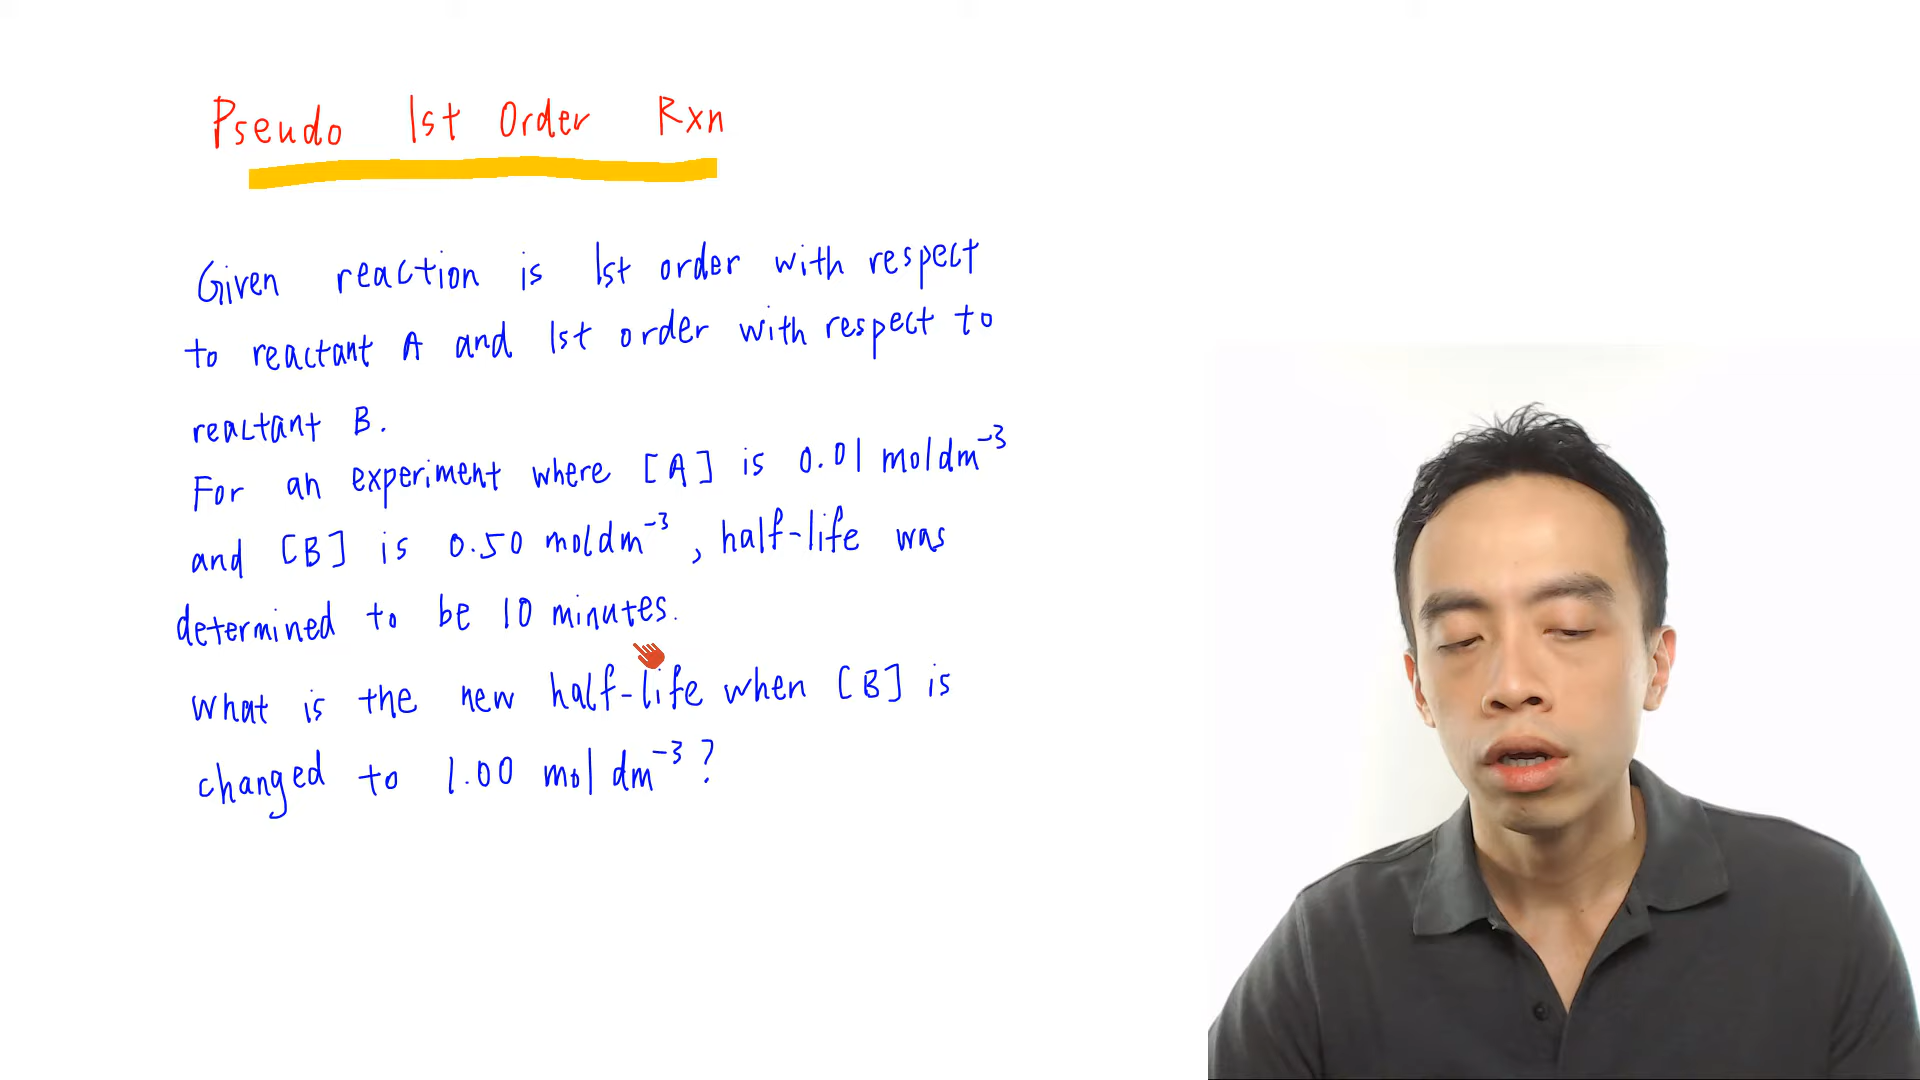 Pseudo 1st Order Rxn
Given reaction is 1st order with respect
to reactant A and 1st order with respect to
reactant B.
For an experiment where [A] is 0.01 moldm⁻³
and [B] is 0.50 moldm⁻³, half-life was
determined to be 10 minutes.
What is the new half-life when [B] is
changed to 1.00 mol dm⁻³?